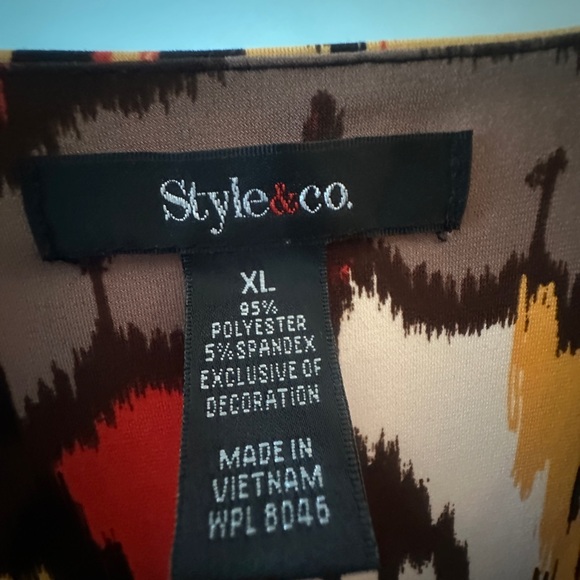 Style&co.
XL
95%
POLYESTER
5% SPANDEX
EXCLUSIVE OF
DECORATION
MADE IN
VIETNAM
WPL 8046